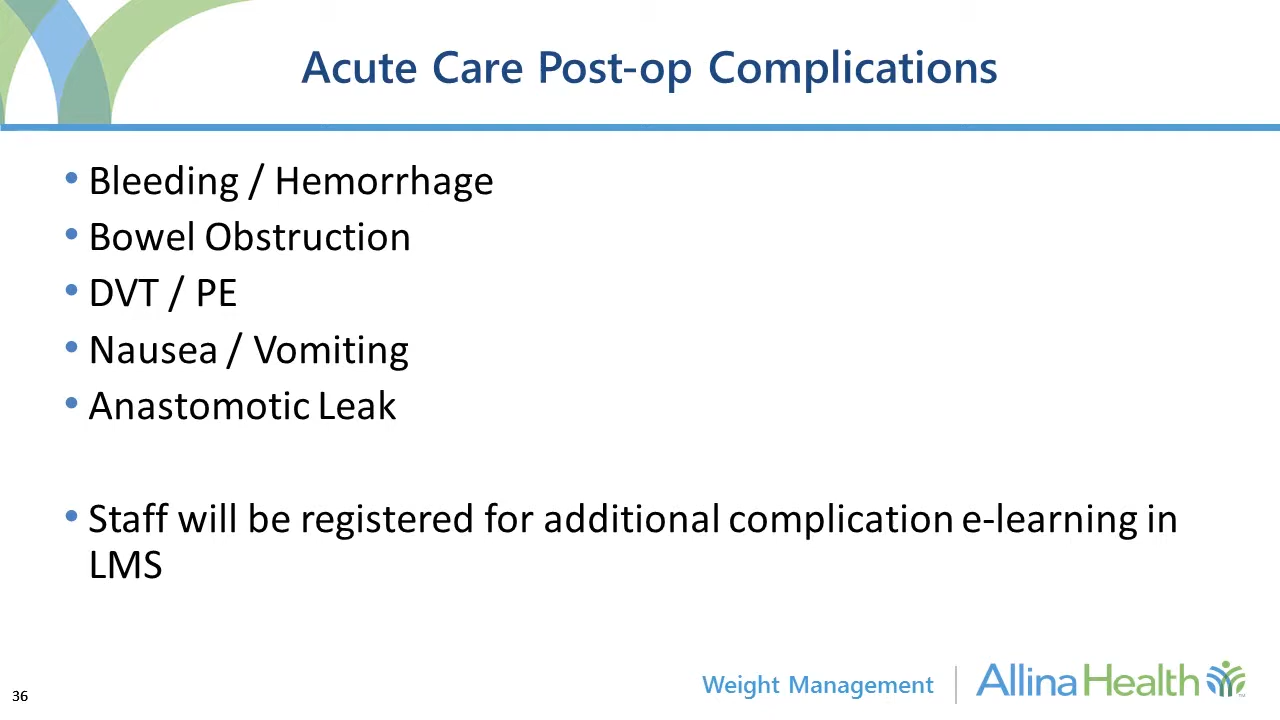 Acute Care Post-op Complications
• Bleeding / Hemorrhage
• Bowel Obstruction
• DVT / PE
• Nausea / Vomiting
• Anastomotic Leak
• Staff will be registered for additional complication e-learning in
LMS
36
Weight Management
Allina Health
TM